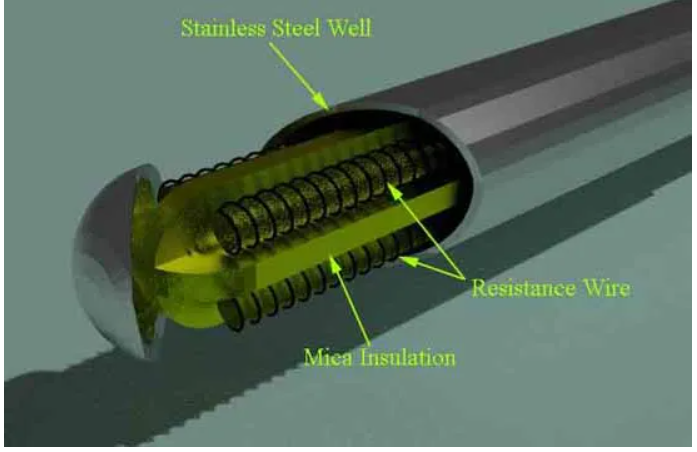 Stainless Steel Well
Resistance Wire
Mica Insulation